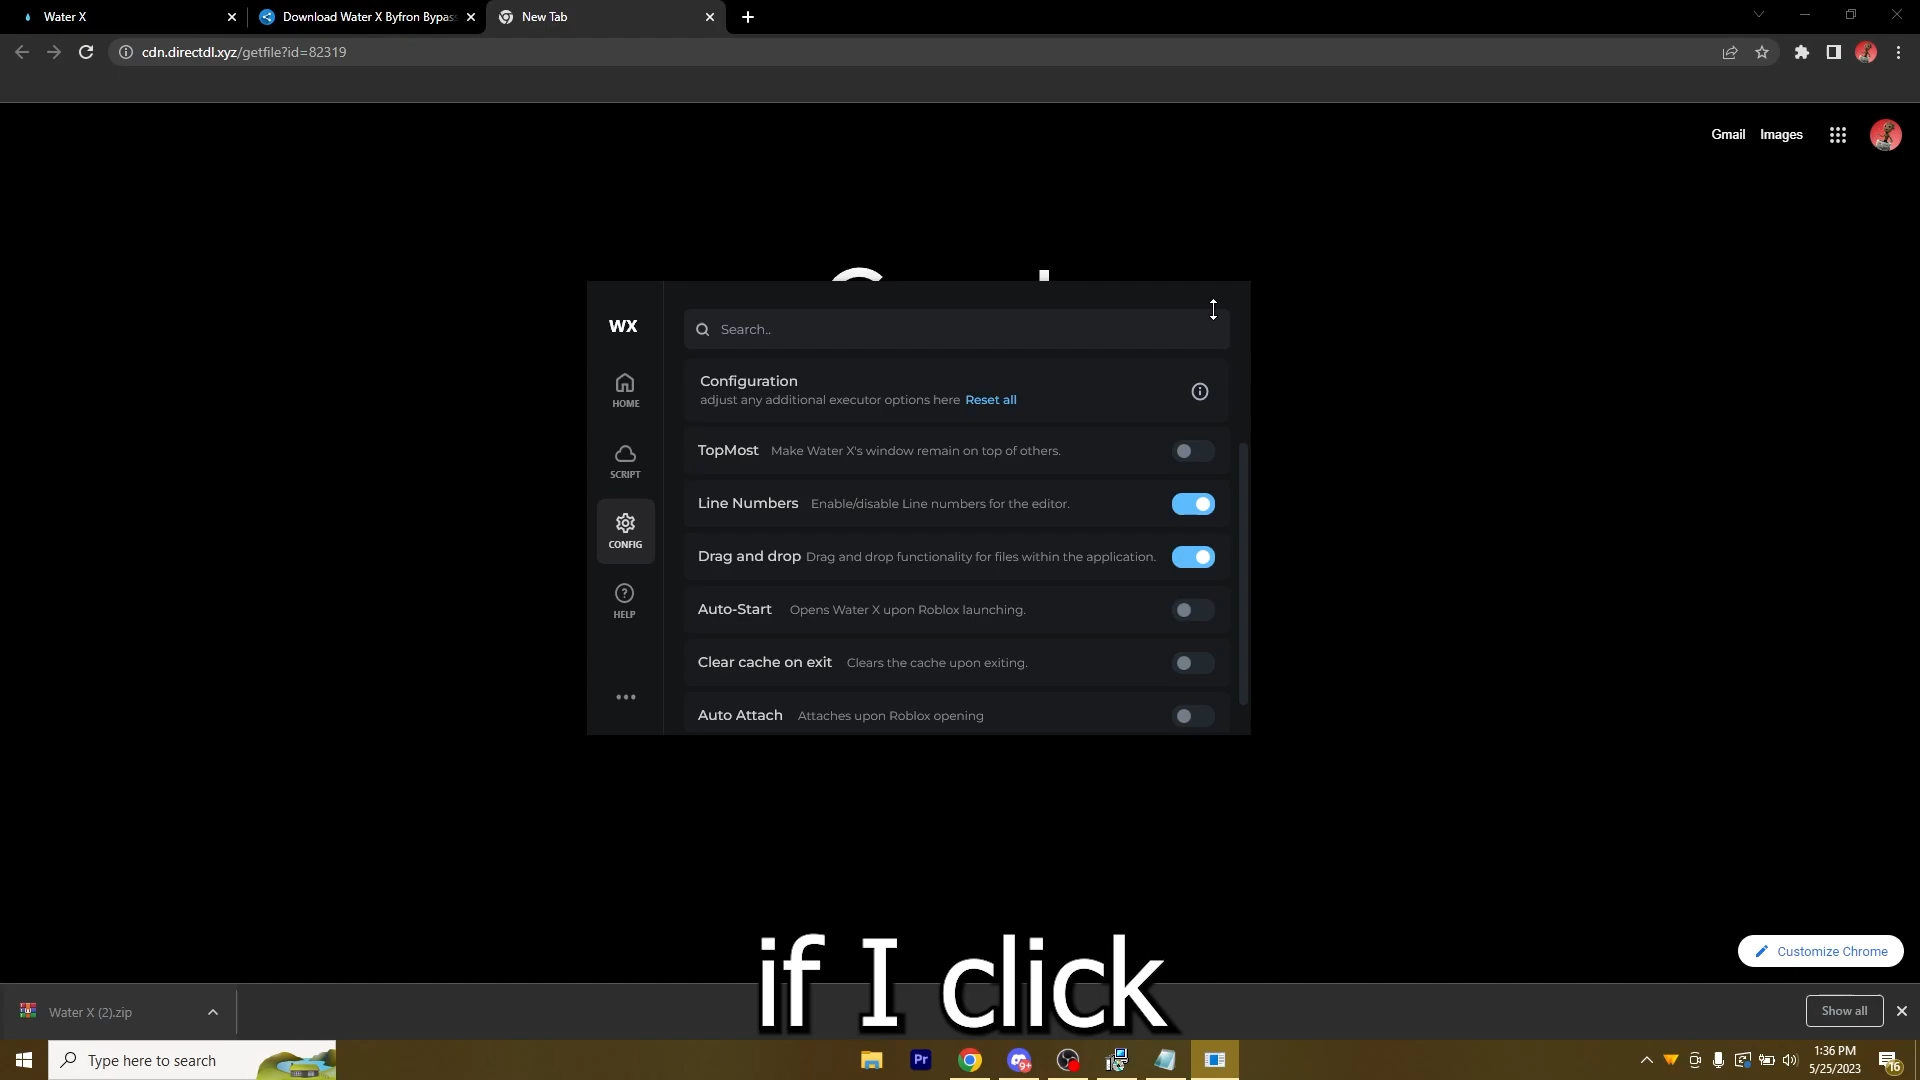 Water X
Download Water X Byfron Bypass
New Tab
cdn.directdl.xyz/getfile?id=82319
Gmail Images
WX
Search..
HOME
Configuration
adjust any additional executor options here Reset all
TopMost Make Water X's window remain on top of others.
SCRIPT
Line Numbers Enable/disable Line numbers for the editor.
CONFIG
Drag and drop Drag and drop functionality for files within the application.
HELP
Auto-Start Opens Water X upon Roblox launching.
Clear cache on exit Clears the cache upon exiting.
Auto Attach Attaches upon Roblox opening
Customize Chrome
if I click
Water X (2).zip
Show all
Type here to search
Pr
9+
1:36 PM
5/25/2023
16